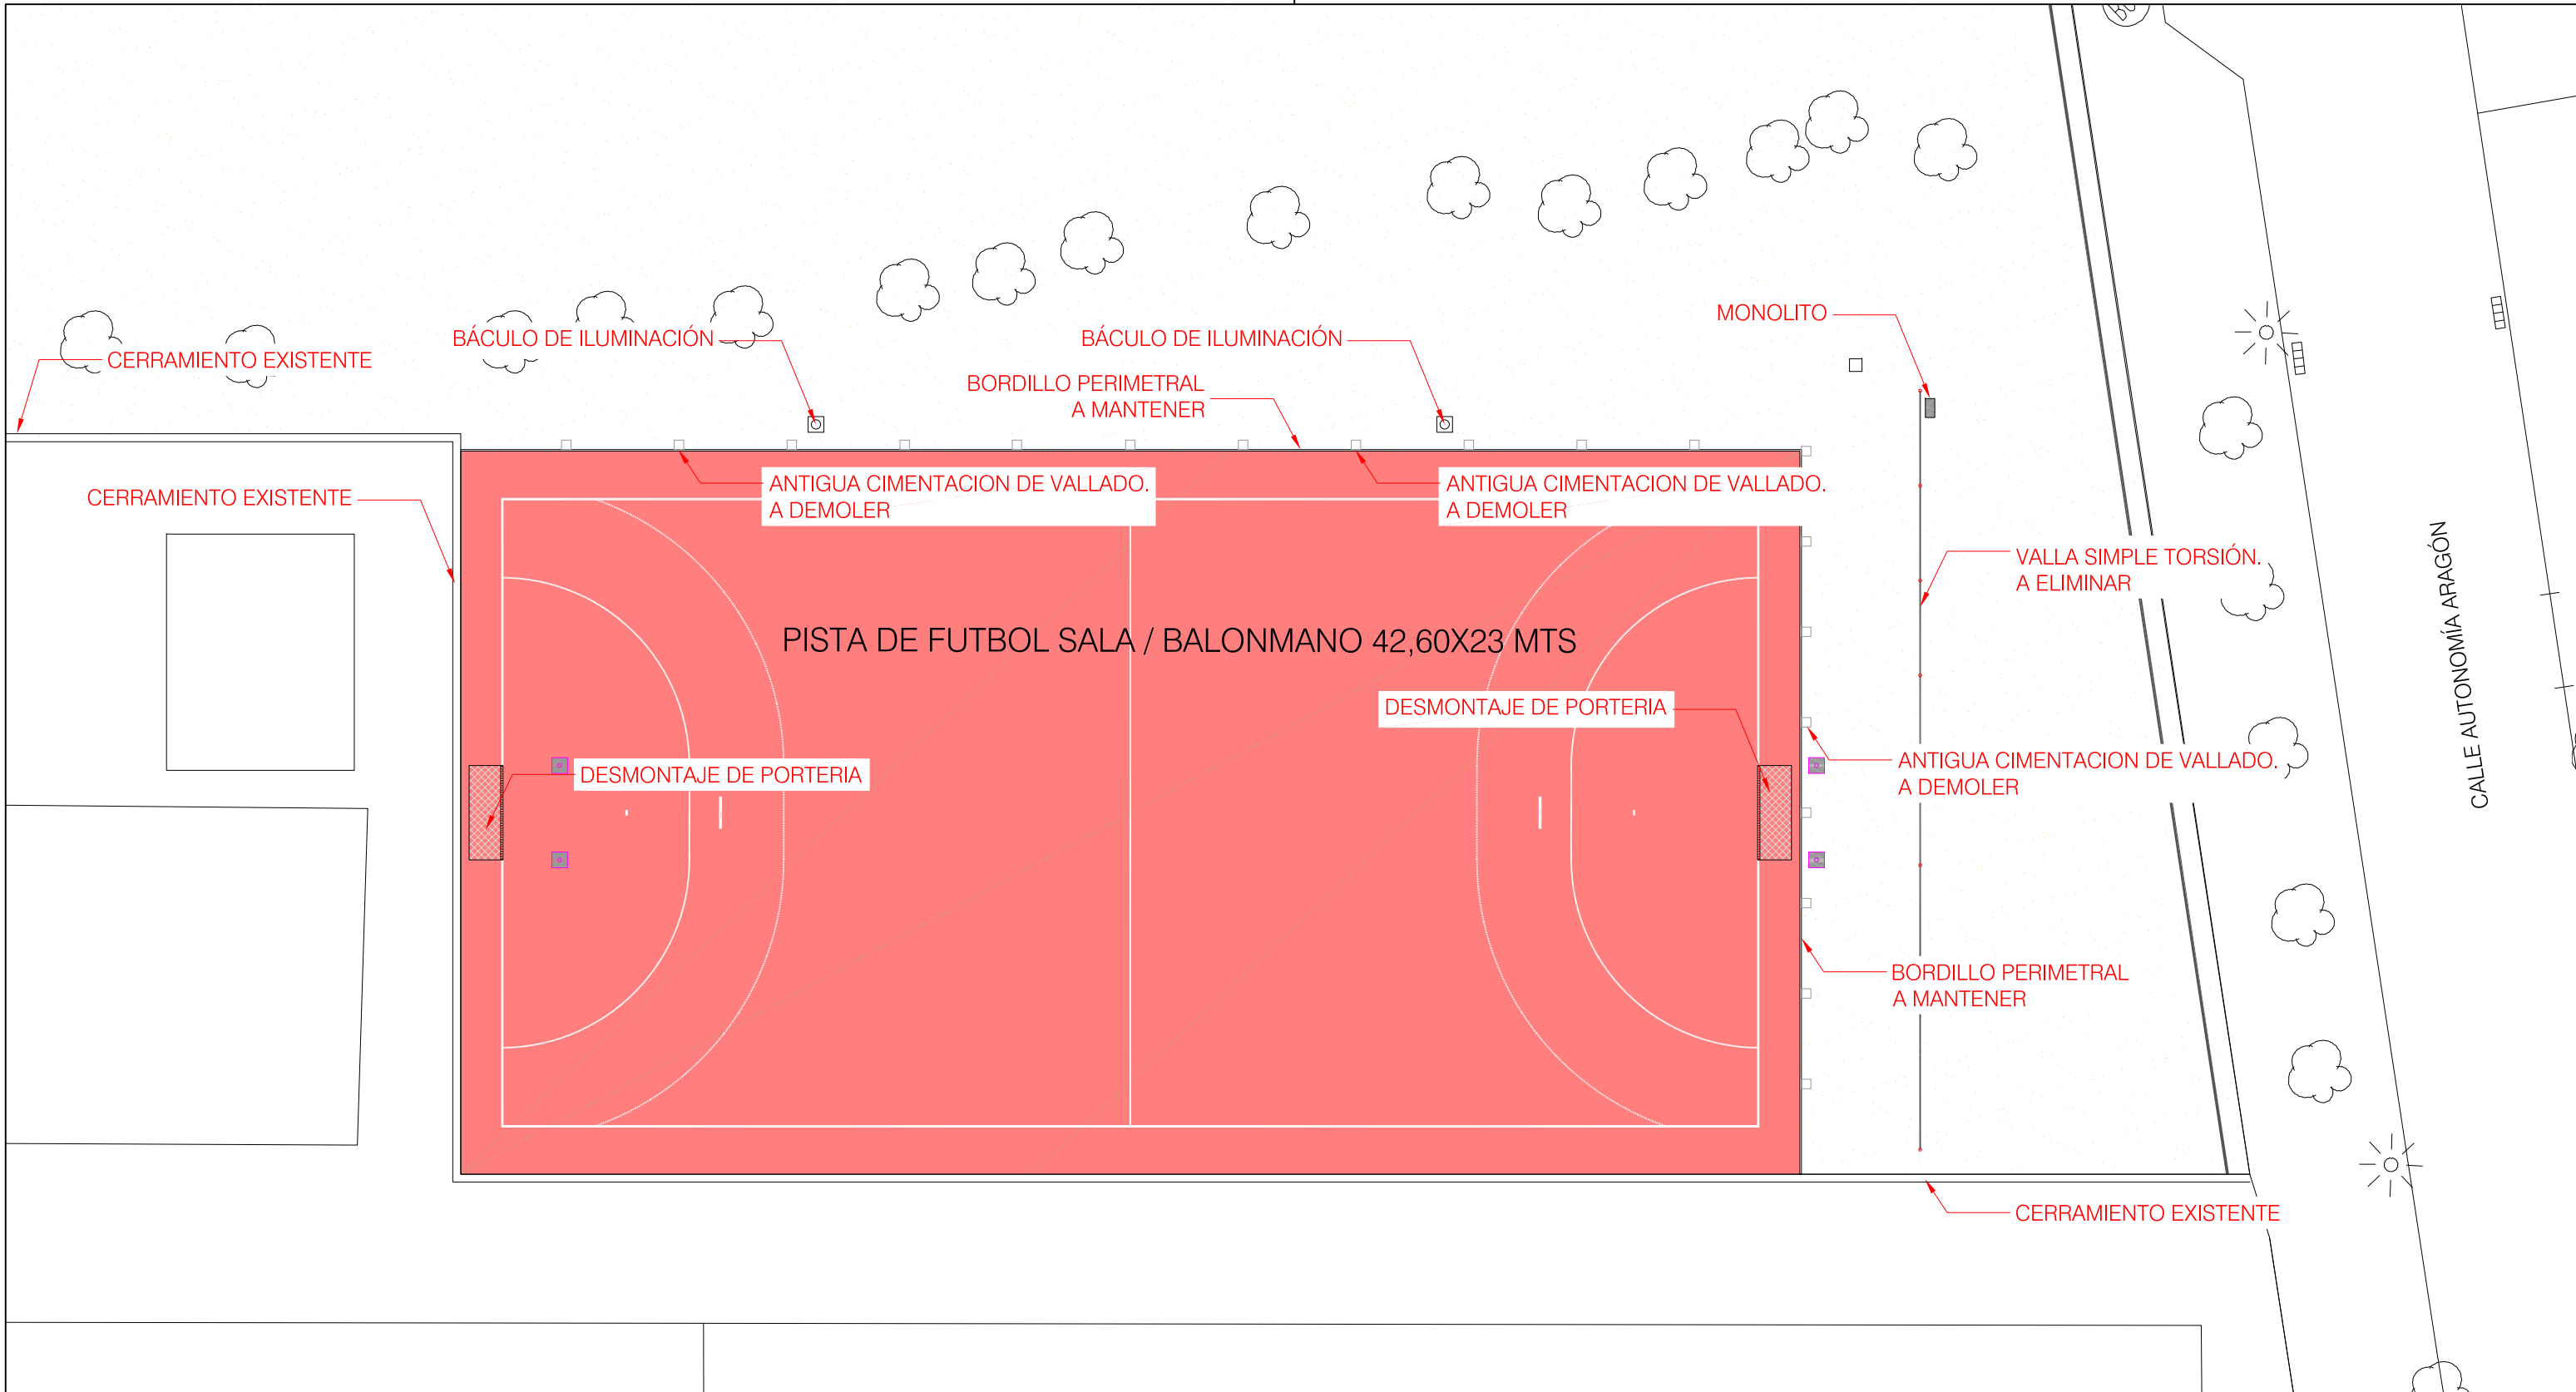 MONOLITO
BÁCULO DE ILUMINACIÓN
BÁCULO DE ILUMINACIÓN
CERRAMIENTO EXISTENTE
BORDILLO PERIMETRAL
A MANTENER
CERRAMIENTO EXISTENTE
ANTIGUA CIMENTACION DE VALLADO.
A DEMOLER
ANTIGUA CIMENTACION DE VALLADO.
A DEMOLER
VALLA SIMPLE TORSIÓN.
A ELIMINAR
CALLE AUTONOMÍA ARAGÓN
PISTA DE FUTBOL SALA / BALONMANO 42,60X23 MTS
DESMONTAJE DE PORTERIA
DESMONTAJE DE PORTERIA
ANTIGUA CIMENTACION DE VALLADO.
A DEMOLER
BORDILLO PERIMETRAL
A MANTENER
CERRAMIENTO EXISTENTE